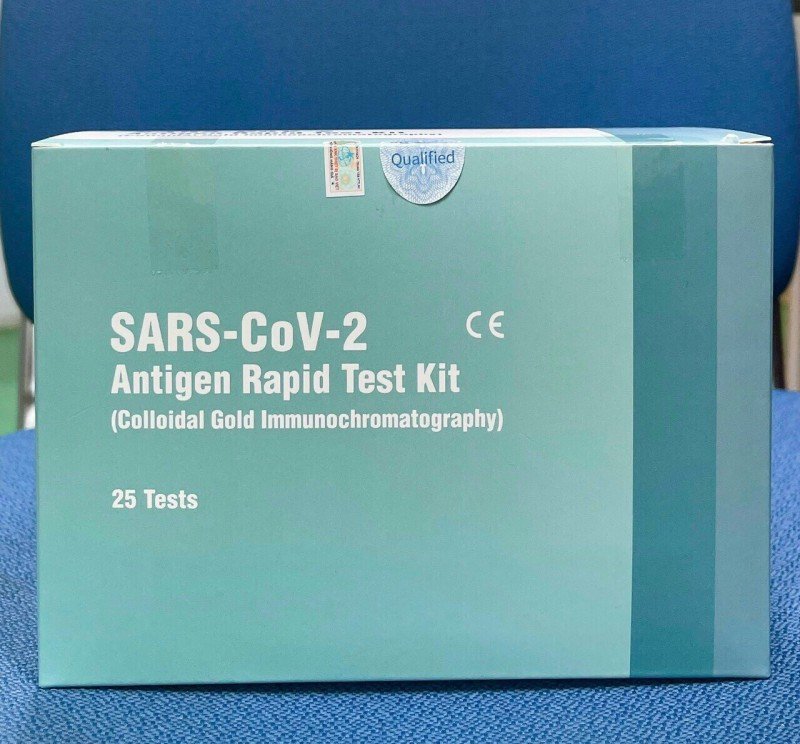 Qualified
SARS-CoV-2
CE
Antigen Rapid Test Kit
(Colloidal Gold Immunochromatography)
25 Tests